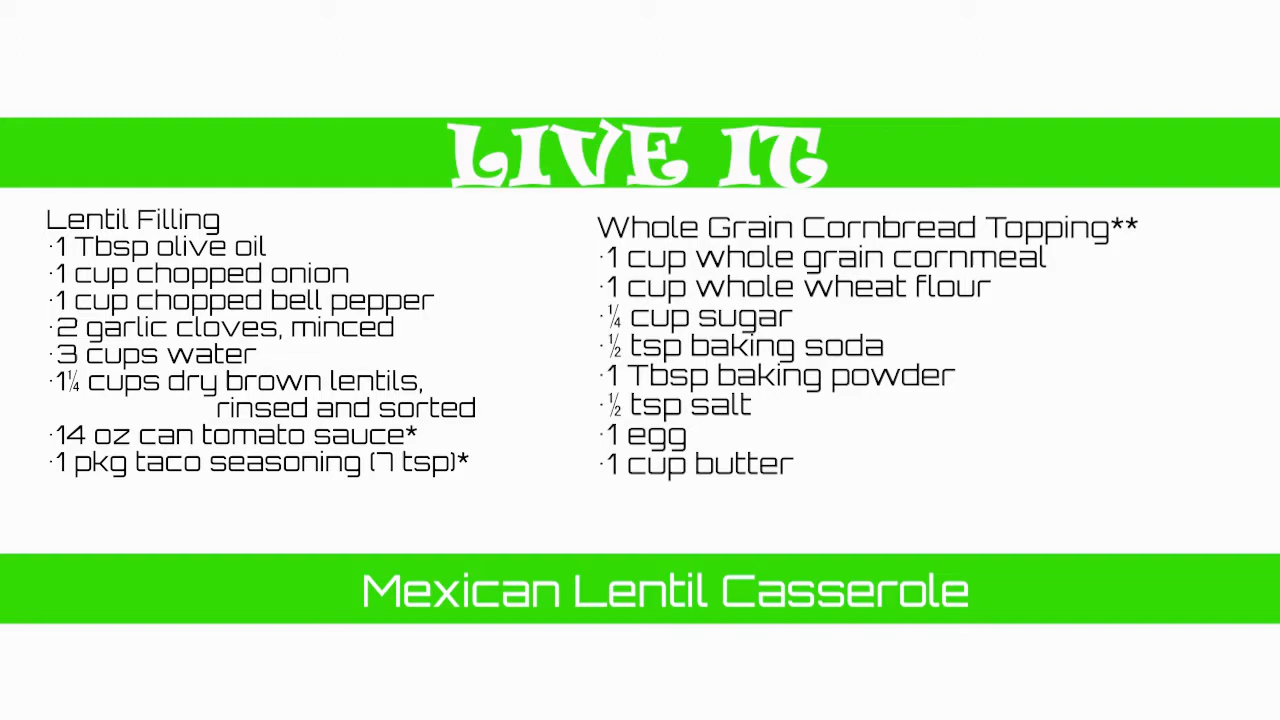 LIVE IT
Lentil Filling
·1 Tbsp olive oil
·1 cup chopped onion
·1 cup chopped bell pepper
·2 garlic cloves, minced
·3 cups water
·1¼ cups dry brown lentils,
rinsed and sorted
·14 oz can tomato sauce*
·1 pkg taco seasoning (7 tsp)*
Whole Grain Cornbread Topping**
·1 cup whole grain cornmeal
·1 cup whole wheat flour
·¼ cup sugar
·½ tsp baking soda
·1 Tbsp baking powder
·½ tsp salt
·1 egg
·1 cup butter
Mexican Lentil Casserole